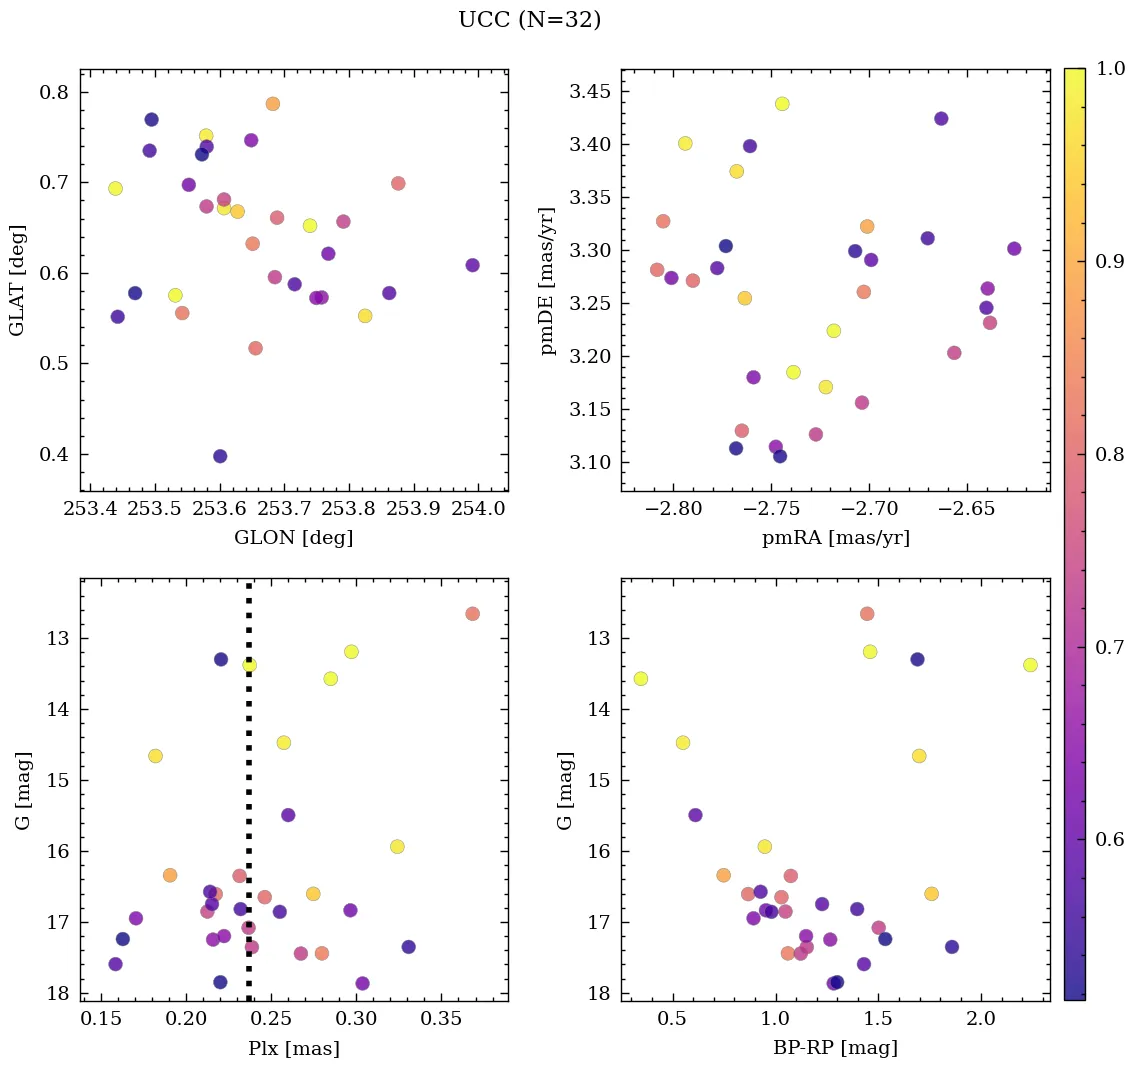 UCC (N=32)
0.8
0.7
0.6
0.5
0.4
GLAT [deg]
253.4 253.5 253.6 253.7 253.8 253.9 254.0
GLON [deg]
3.45
3.40
3.35
3.30
3.25
3.20
3.15
3.10
pmDE [mas/yr]
−2.80 −2.75 −2.70 −2.65
pmRA [mas/yr]
1.0
0.9
0.8
0.7
0.6
13
14
15
16
17
18
G [mag]
0.15 0.20 0.25 0.30 0.35
Plx [mas]
13
14
15
16
17
18
G [mag]
0.5 1.0 1.5 2.0
BP-RP [mag]